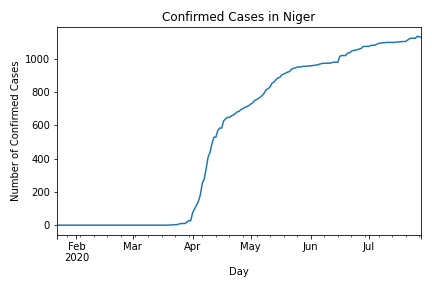 Confirmed Cases in Niger
Number of Confirmed Cases
1000
800
600
400
200
0
Feb Mar Apr May Jun Jul
2020
Day